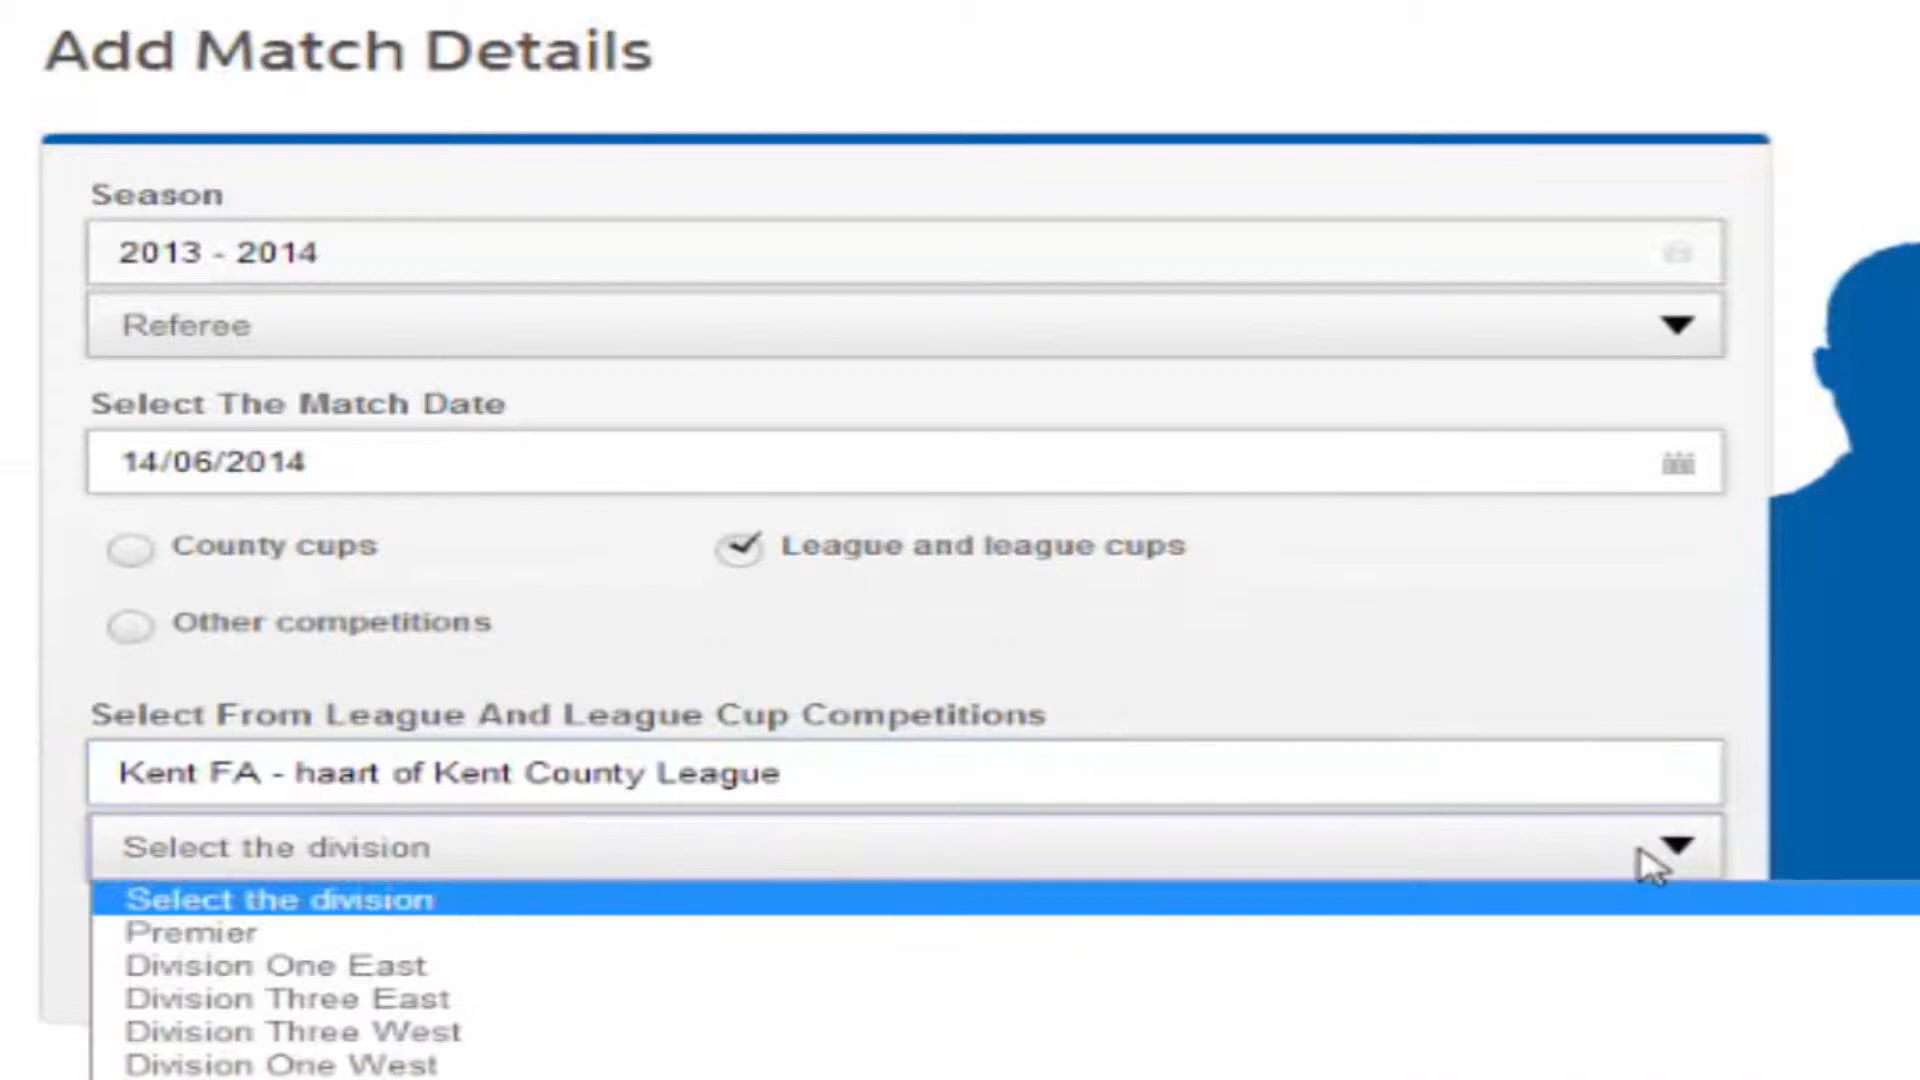 Add Match Details
Season
2013 - 2014
Referee
Select The Match Date
14/06/2014
County cups
League and league cups
Other competitions
Select From League And League Cup Competitions
Kent FA - haart of Kent County League
Select the division
Select the division
Premier
Division One East
Division Three East
Division Three West
Division One West